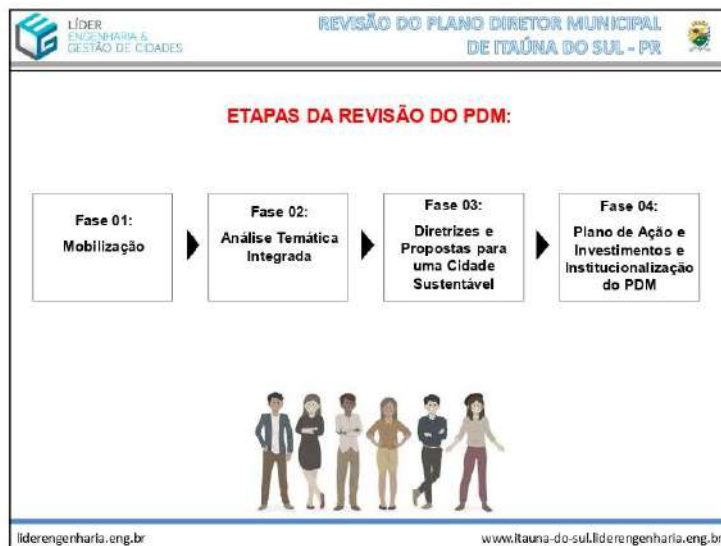 LÍDER
ENGENHARIA &
GESTÃO DE CIDADES
REVISÃO DO PLANO DIRETOR MUNICIPAL
DE ITAÚNA DO SUL - PR
ETAPAS DA REVISÃO DO PDM:
Fase 01:
Mobilização
Fase 02:
Análise Temática
Integrada
Fase 03:
Diretrizes e
Propostas para
uma Cidade
Sustentável
Fase 04:
Plano de Ação e
Investimentos e
Institucionalização
do PDM
liderengenharia.eng.br
www.itauna-do-sul.liderengenharia.eng.br